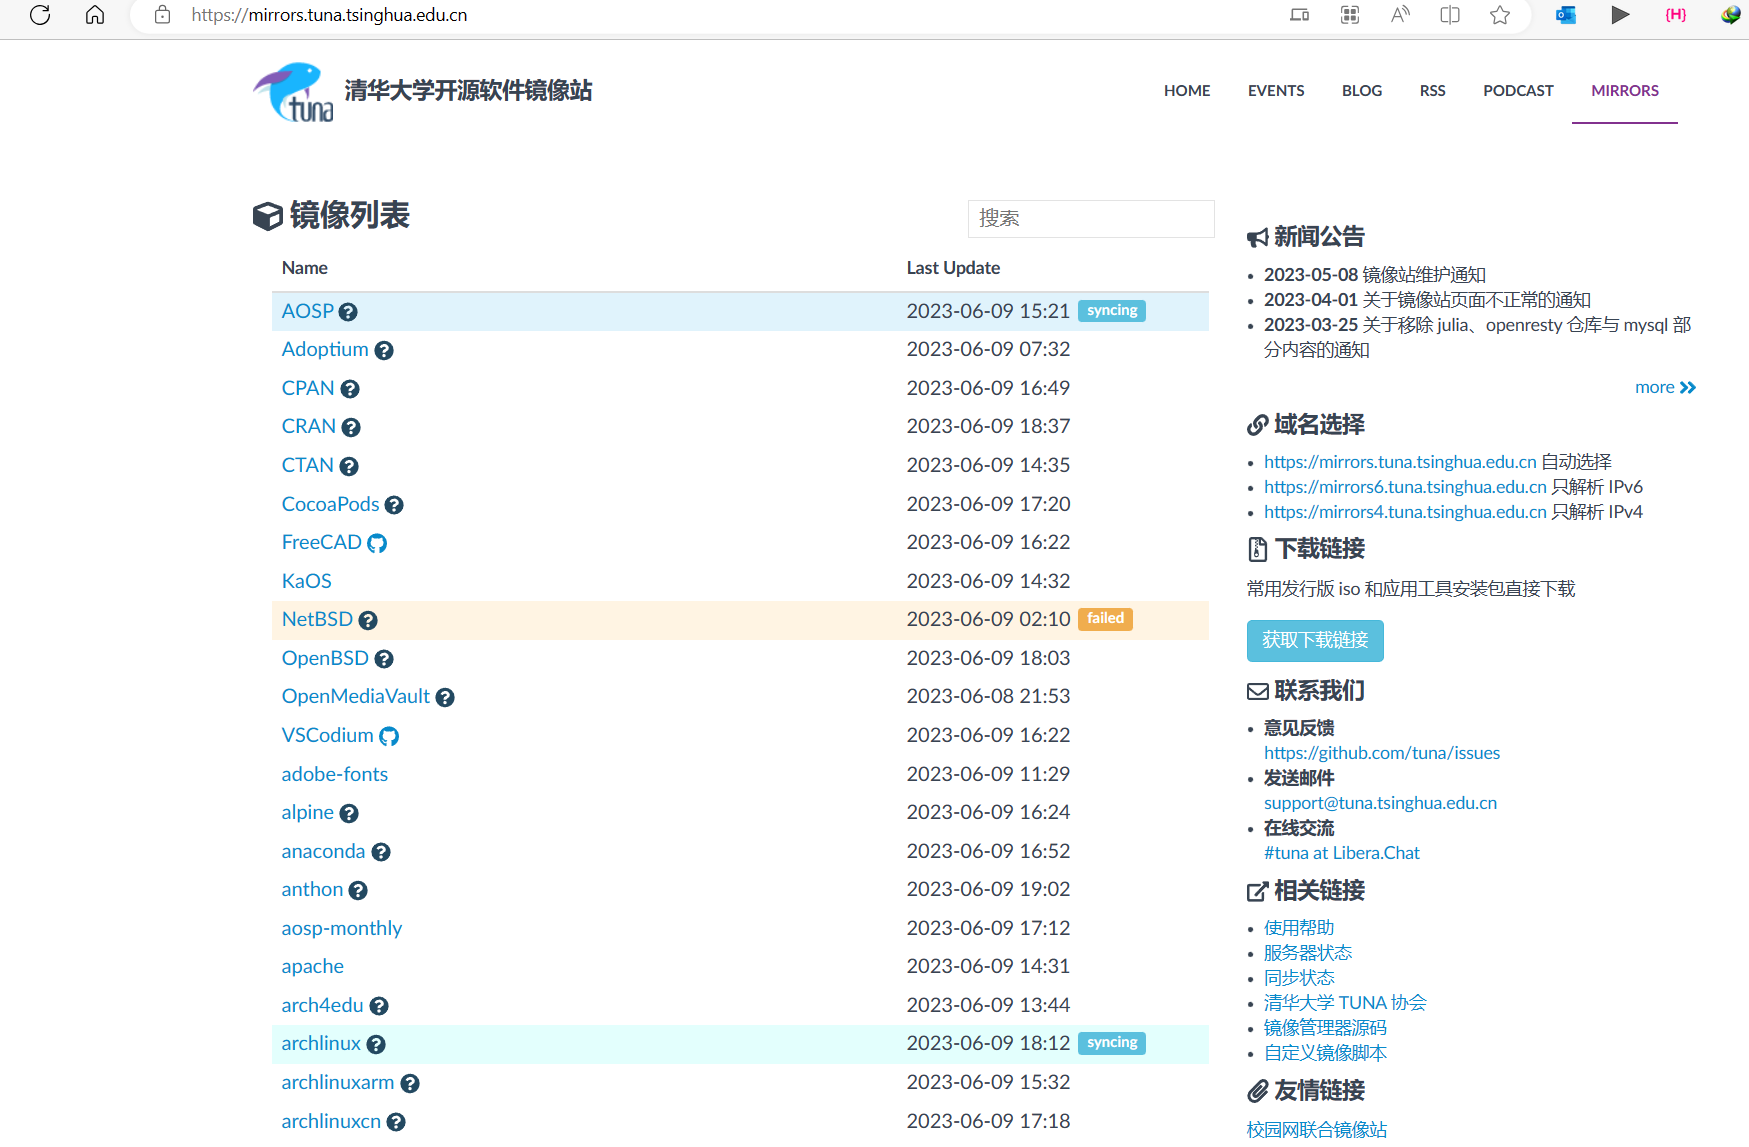 https://mirrors.tuna.tsinghua.edu.cn
tuna
清华大学开源软件镜像站
HOME EVENTS BLOG RSS PODCAST MIRRORS
镜像列表
搜索
Name Last Update
AOSP 2023-06-09 15:21 syncing
Adoptium 2023-06-09 07:32
CPAN 2023-06-09 16:49
CRAN 2023-06-09 18:37
CTAN 2023-06-09 14:35
CocoaPods 2023-06-09 17:20
FreeCAD 2023-06-09 16:22
KaOS 2023-06-09 14:32
NetBSD 2023-06-09 02:10 failed
OpenBSD 2023-06-09 18:03
OpenMediaVault 2023-06-08 21:53
VSCodium 2023-06-09 16:22
adobe-fonts 2023-06-09 11:29
alpine 2023-06-09 16:24
anaconda 2023-06-09 16:52
anthon 2023-06-09 19:02
aosp-monthly 2023-06-09 17:12
apache 2023-06-09 14:31
arch4edu 2023-06-09 13:44
archlinux 2023-06-09 18:12 syncing
archlinuxarm 2023-06-09 15:32
archlinuxcn 2023-06-09 17:18
新闻公告
2023-05-08 镜像站维护通知
2023-04-01 关于镜像站页面不正常的通知
2023-03-25 关于移除 julia、openresty 仓库与 mysql 部
分内容的通知
more
域名选择
https://mirrors.tuna.tsinghua.edu.cn 自动选择
https://mirrors6.tuna.tsinghua.edu.cn 只解析 IPv6
https://mirrors4.tuna.tsinghua.edu.cn 只解析 IPv4
下载链接
常用发行版 iso 和应用工具安装包直接下载
获取下载链接
联系我们
意见反馈
https://github.com/tuna/issues
发送邮件
support@tuna.tsinghua.edu.cn
在线交流
#tuna at Libera.Chat
相关链接
使用帮助
服务器状态
同步状态
清华大学 TUNA 协会
镜像管理器源码
自定义镜像脚本
友情链接
校园网联合镜像站